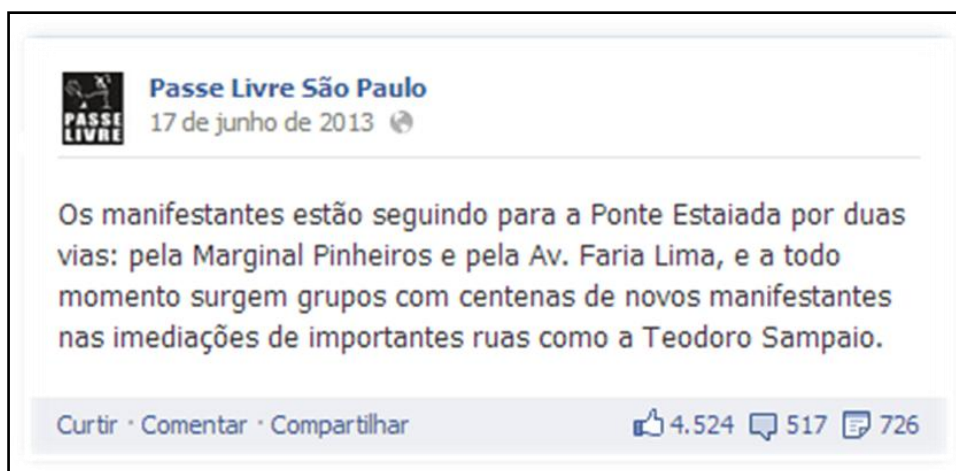 PASSE
LIVRE
Passe Livre São Paulo
17 de junho de 2013
Os manifestantes estão seguindo para a Ponte Estaiada por duas
vias: pela Marginal Pinheiros e pela Av. Faria Lima, e a todo
momento surgem grupos com centenas de novos manifestantes
nas imediações de importantes ruas como a Teodoro Sampaio.
Curtir · Comentar · Compartilhar 4.524 517 726